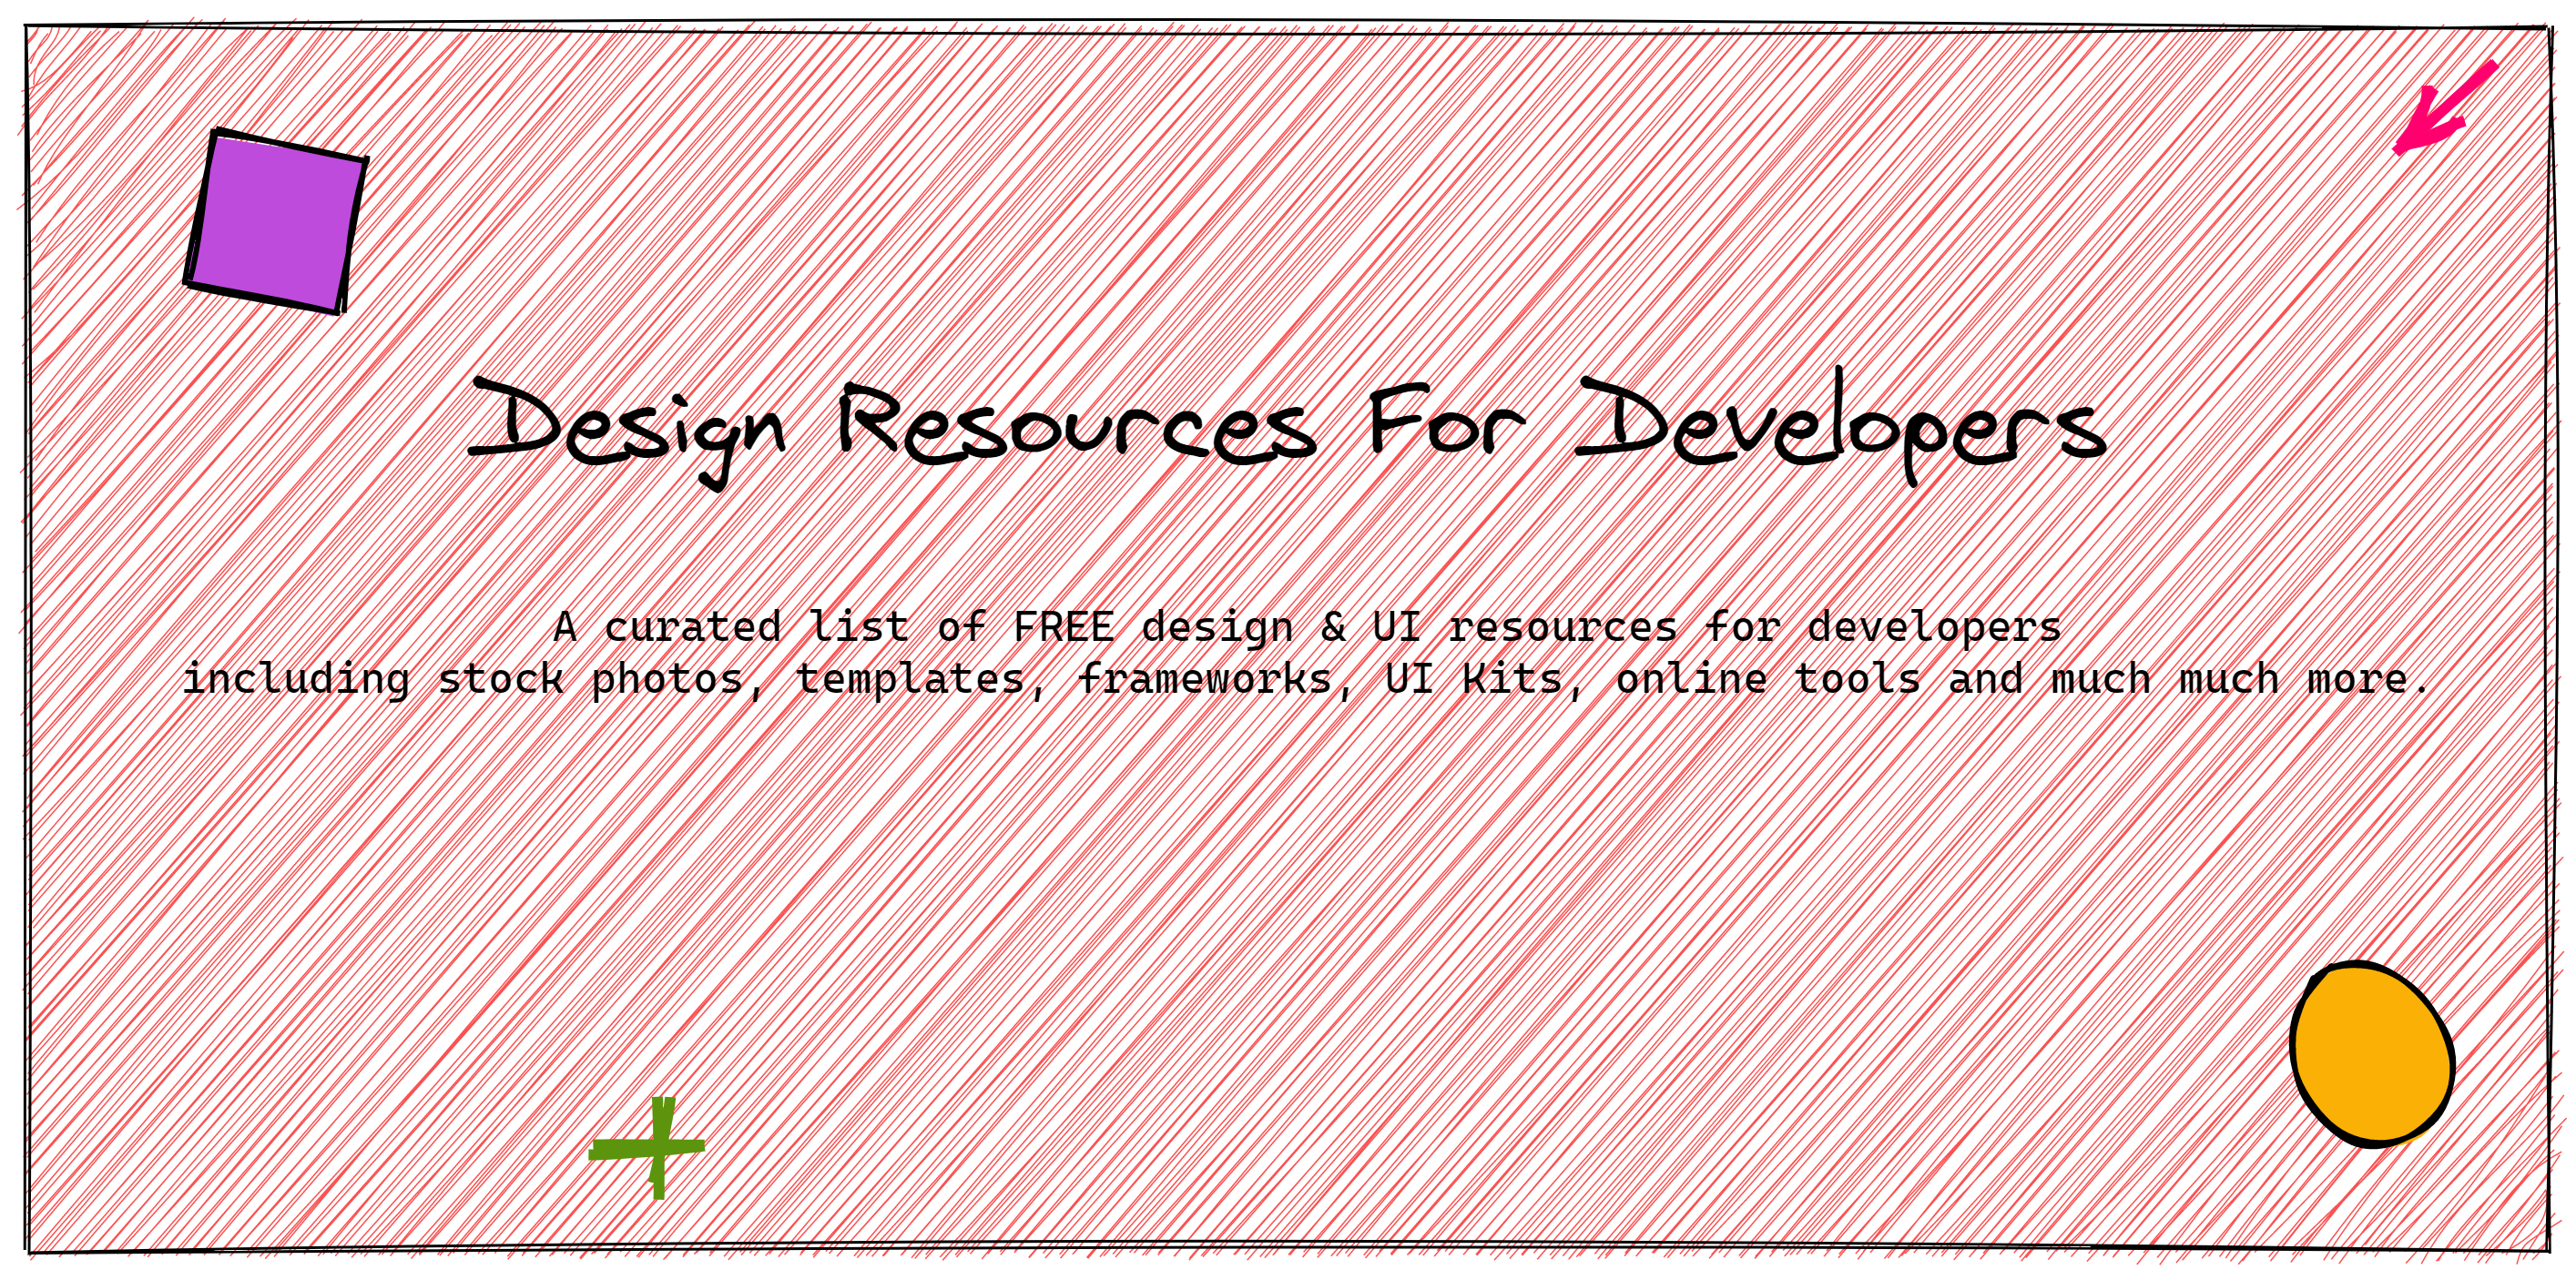 Design Resources For Developers
A curated list of FREE design & UI resources for developers
including stock photos, templates, frameworks, UI Kits, online tools and much much more.